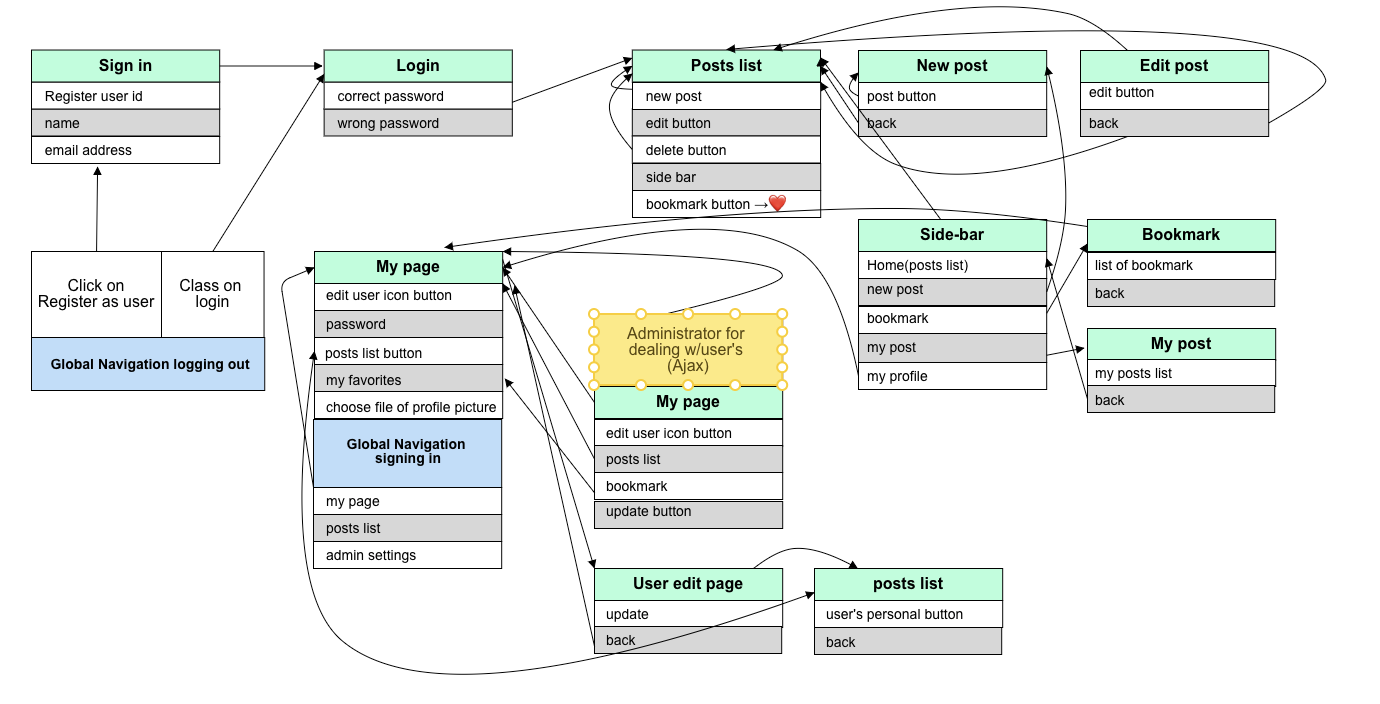 Sign in
Register user id
name
email address
Login
correct password
wrong password
Posts list
new post
edit button
delete button
side bar
bookmark button →❤️
New post
post button
back
Edit post
edit button
back
Click on
Register as user
Class on
login
Global Navigation logging out
My page
edit user icon button
password
posts list button
my favorites
choose file of profile picture
Global Navigation
signing in
my page
posts list
admin settings
Administrator for
dealing w/user's
(Ajax)
My page
edit user icon button
posts list
bookmark
update button
Side-bar
Home(posts list)
new post
bookmark
my post
my profile
Bookmark
list of bookmark
back
My post
my posts list
back
User edit page
update
back
posts list
user's personal button
back